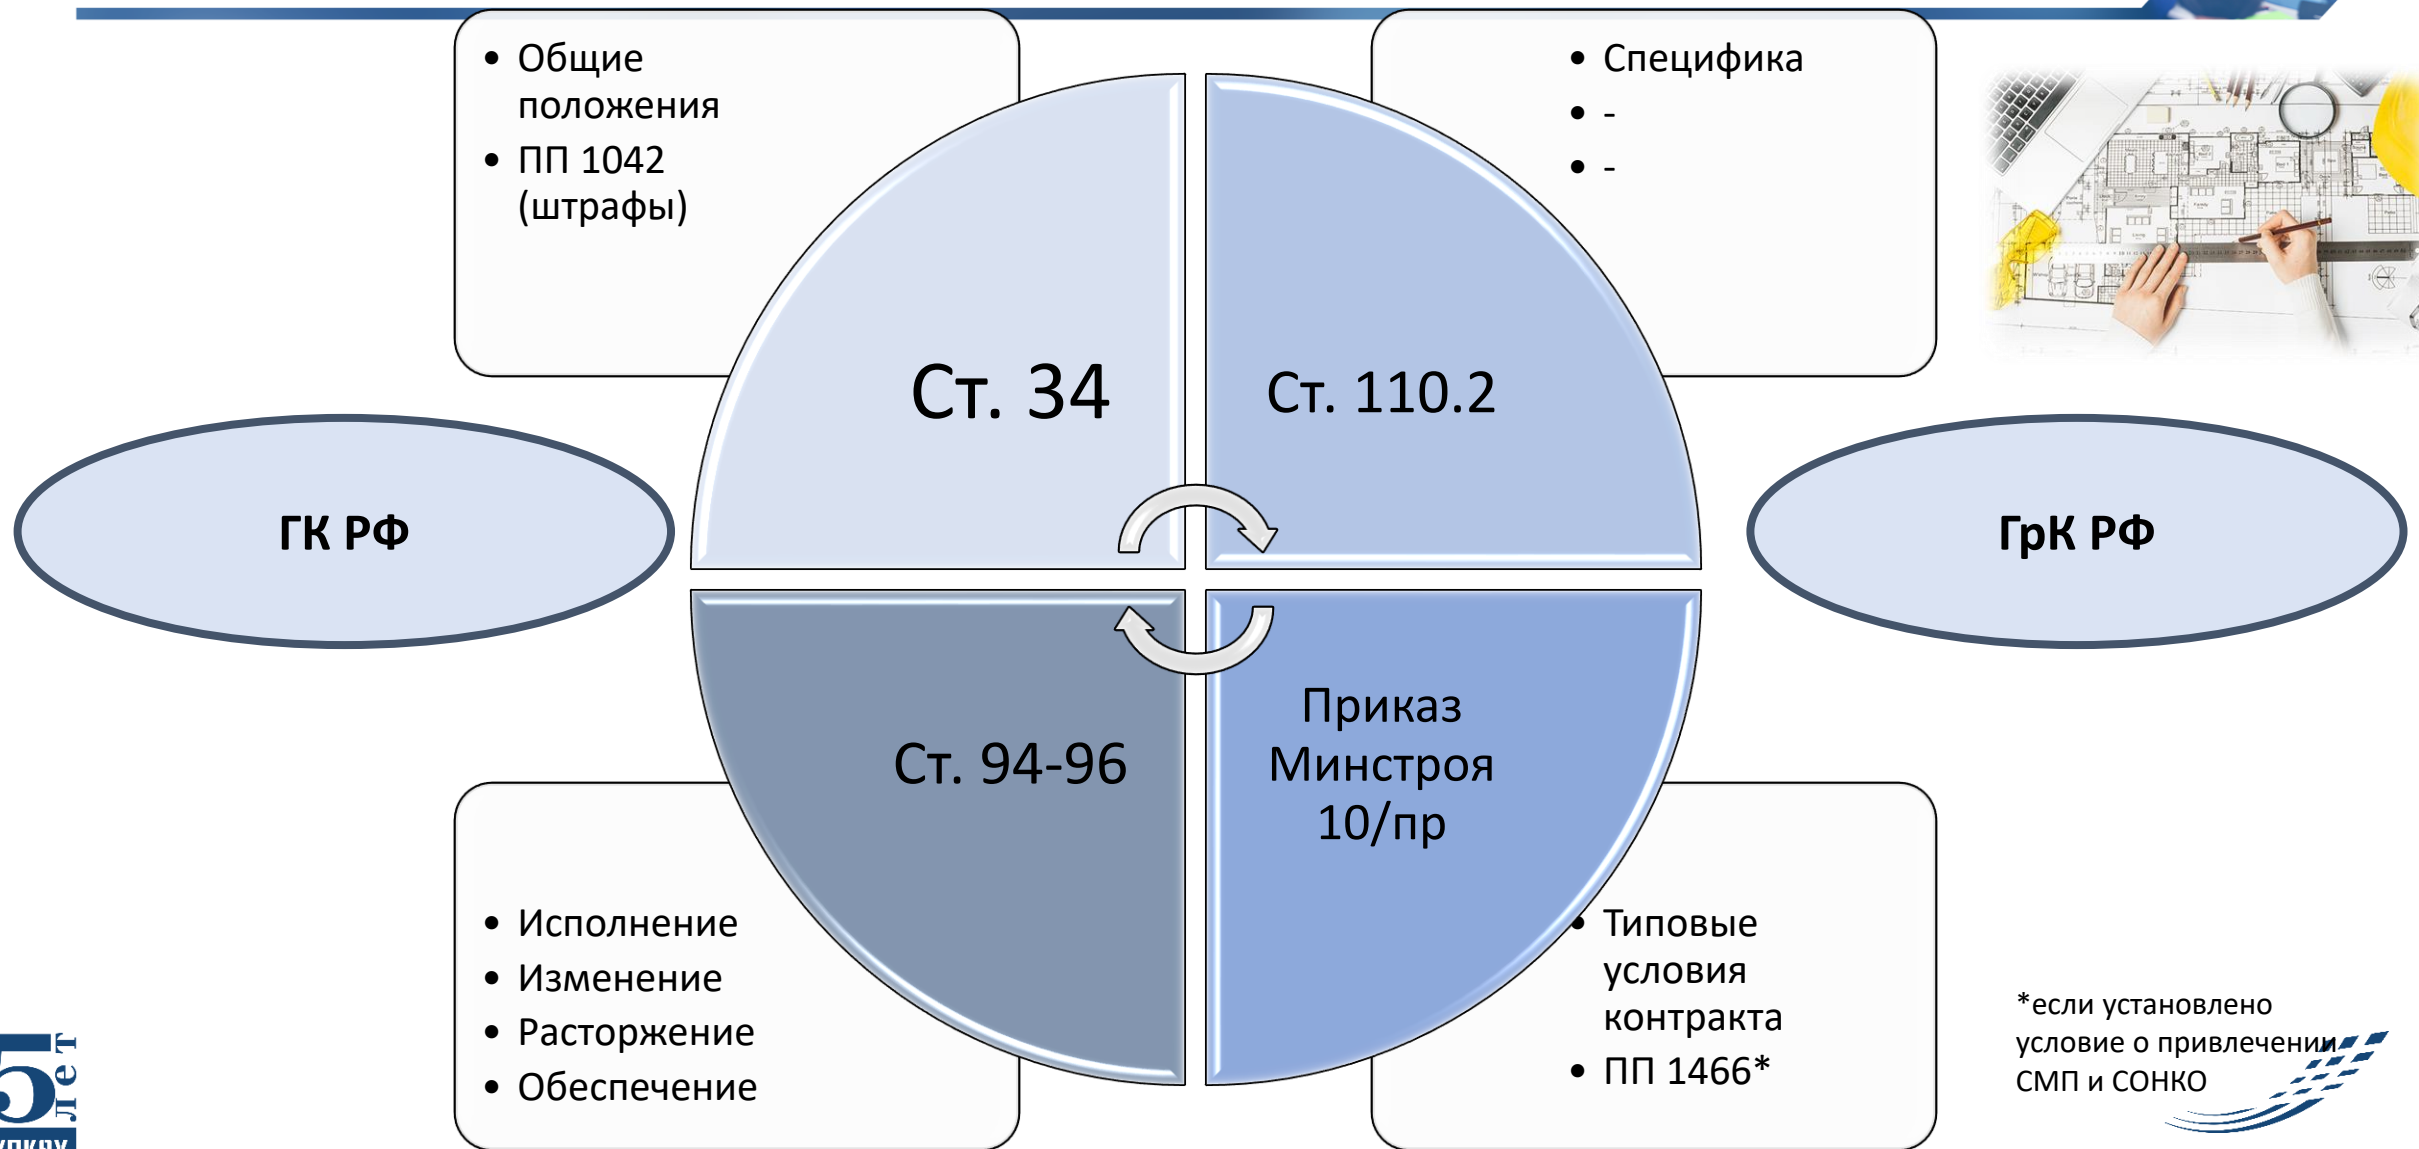 • Общие
положения
• ПП 1042
(штрафы)
• Специфика
• -
• -
Ст. 34
Ст. 110.2
ГК РФ
ГрК РФ
Ст. 94-96
Приказ
Минстроя
10/пр
• Исполнение
• Изменение
• Расторжение
• Обеспечение
• Типовые
условия
контракта
• ПП 1466*
*если установлено
условие о привлечении
СМП и СОНКО
5 лет